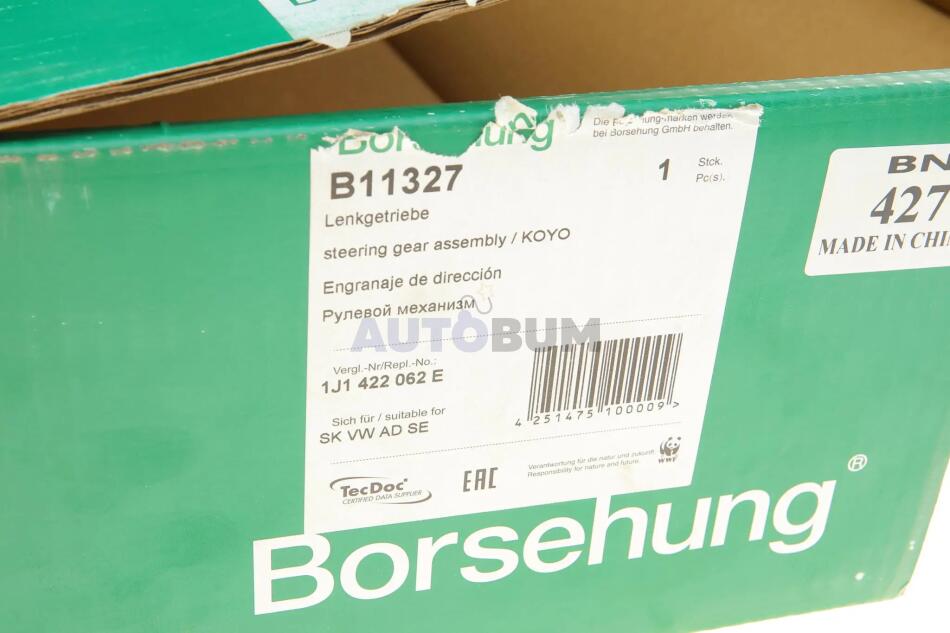 Borsehung
Die
-marken werden
bei Borsehung GmbH behalten.
B11327
1 Stck.
Pc(s).
Lenkgetriebe
steering gear assembly / KOYO
Engranaje de dirección
Рулевой механизм
AUTOBUM
Vergl.-Nr/Repl.-No.:
1J1 422 062 E
4 251475 100009 >
Sich für / suitable for
SK VW AD SE
TecDoc
CERTIFIED DATA SUPPLIER
EAC
Verantwortung für die natur und zukunft.
Responsibility for nature and future.
WWF
Borsehung ®
BN
427
MADE IN CHI